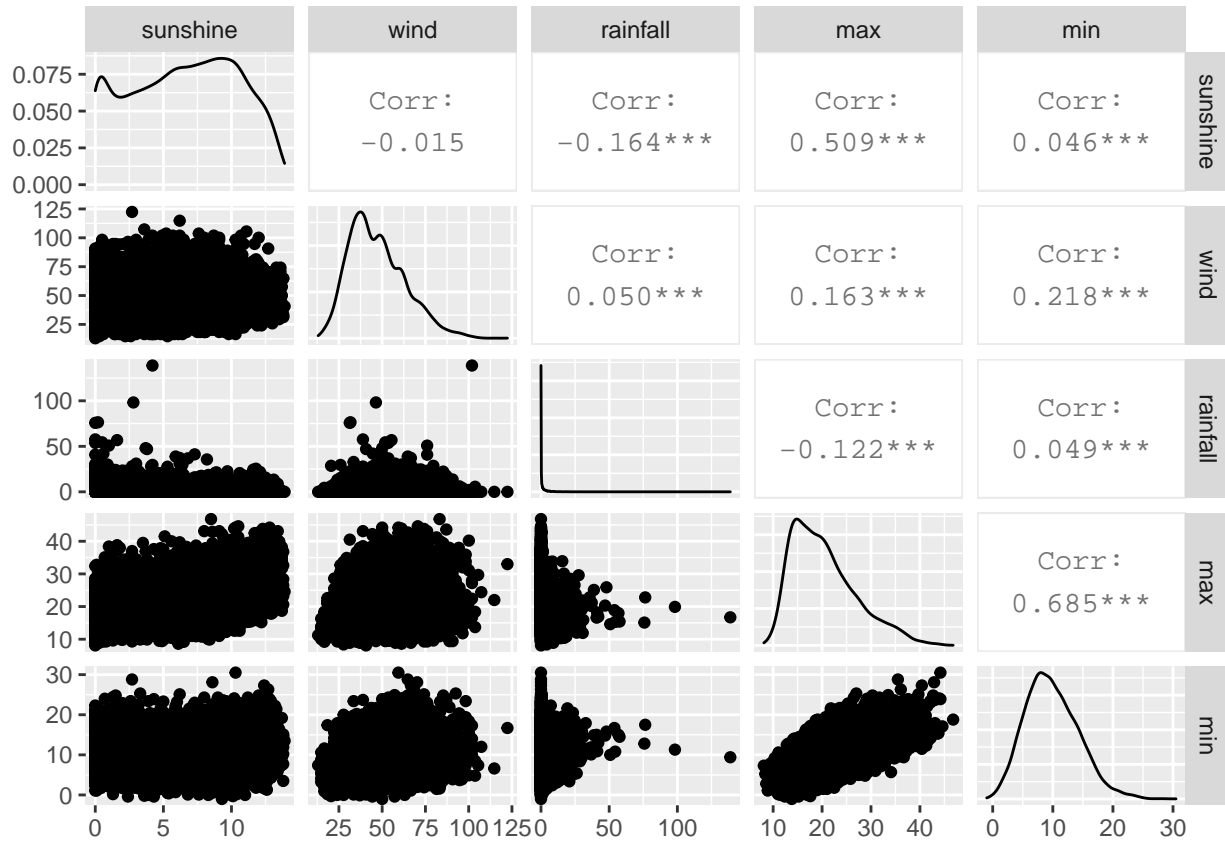 sunshine wind rainfall max min
0.075
0.050
0.025
0.000
Corr:
-0.015
Corr:
-0.164***
Corr:
0.509***
Corr:
0.046***
sunshine
125
100
75
50
25
Corr:
0.050***
Corr:
0.163***
Corr:
0.218***
wind
100
50
0
Corr:
-0.122***
Corr:
0.049***
rainfall
40
30
20
10
Corr:
0.685***
max
30
20
10
0
min
0 5 10 25 50 75 100 125 0 50 100 10 20 30 40 0 10 20 30